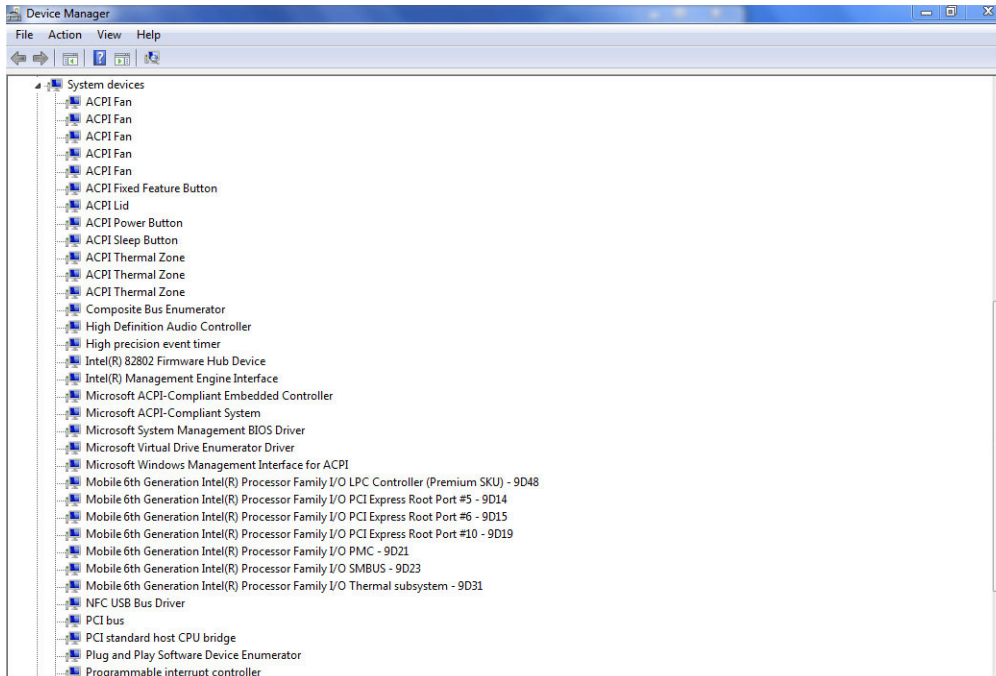 Device Manager
File Action View Help
System devices
ACPI Fan
ACPI Fan
ACPI Fan
ACPI Fan
ACPI Fan
ACPI Fixed Feature Button
ACPI Lid
ACPI Power Button
ACPI Sleep Button
ACPI Thermal Zone
ACPI Thermal Zone
ACPI Thermal Zone
Composite Bus Enumerator
High Definition Audio Controller
High precision event timer
Intel(R) 82802 Firmware Hub Device
Intel(R) Management Engine Interface
Microsoft ACPI-Compliant Embedded Controller
Microsoft ACPI-Compliant System
Microsoft System Management BIOS Driver
Microsoft Virtual Drive Enumerator Driver
Microsoft Windows Management Interface for ACPI
Mobile 6th Generation Intel(R) Processor Family I/O LPC Controller (Premium SKU) - 9D48
Mobile 6th Generation Intel(R) Processor Family I/O PCI Express Root Port #5 - 9D14
Mobile 6th Generation Intel(R) Processor Family I/O PCI Express Root Port #6 - 9D15
Mobile 6th Generation Intel(R) Processor Family I/O PCI Express Root Port #10 - 9D19
Mobile 6th Generation Intel(R) Processor Family I/O PMC - 9D21
Mobile 6th Generation Intel(R) Processor Family I/O SMBUS - 9D23
Mobile 6th Generation Intel(R) Processor Family I/O Thermal subsystem - 9D31
NFC USB Bus Driver
PCI bus
PCI standard host CPU bridge
Plug and Play Software Device Enumerator
Programmable interrupt controller